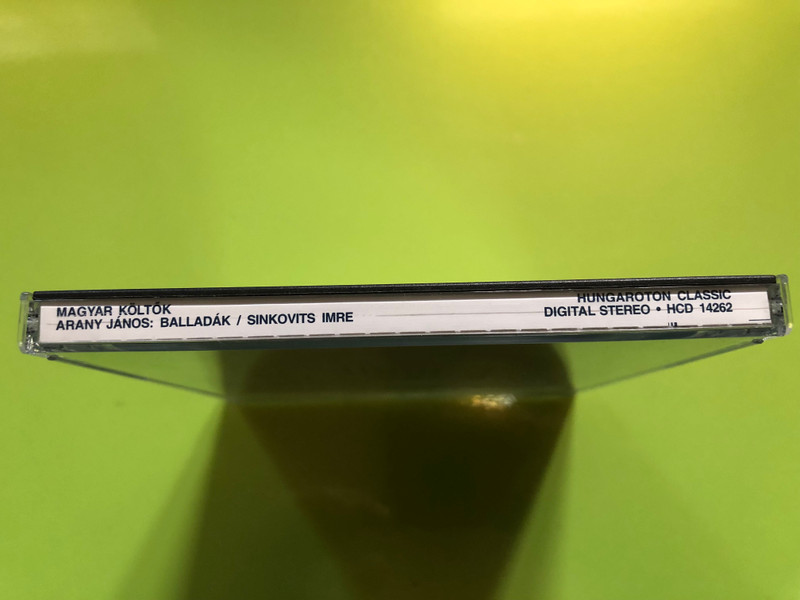 MAGYAR KÖLTŐK
ARANY JÁNOS: BALLADÁK / SINKOVITS IMRE
HUNGAROTON CLASSIC
DIGITAL STEREO • HCD 14262